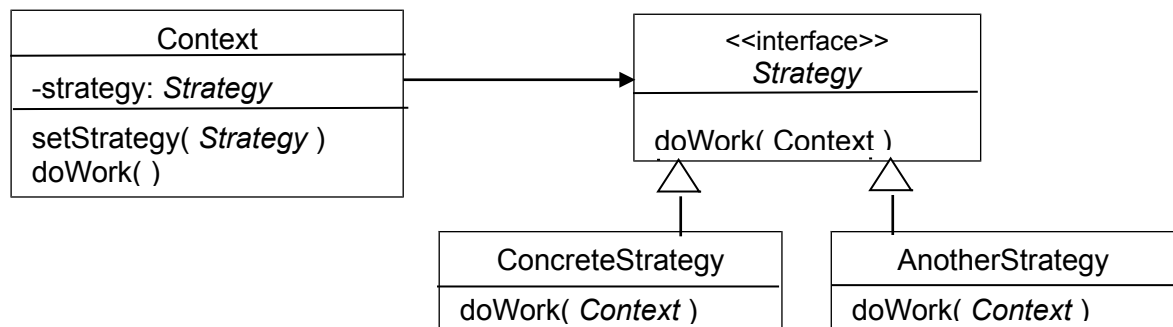 Context
-strategy: Strategy
setStrategy( Strategy )
doWork( )
<<interface>>
Strategy
doWork( Context )
ConcreteStrategy
doWork( Context )
AnotherStrategy
doWork( Context )